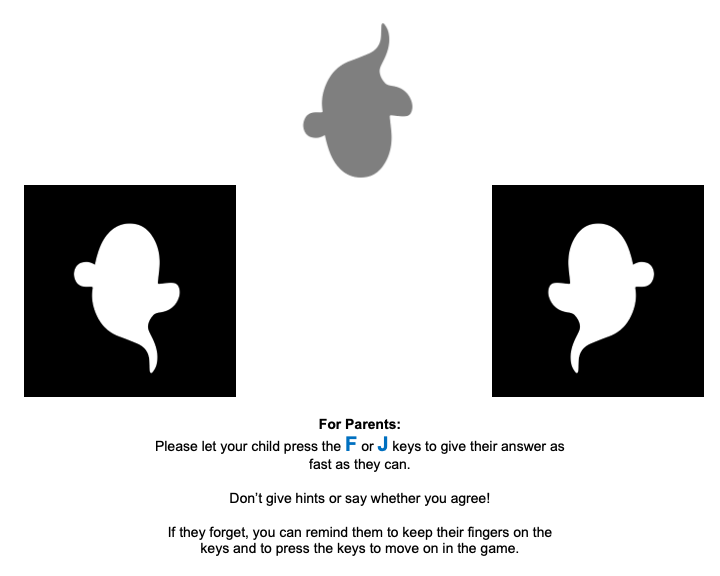 For Parents:
Please let your child press the F or J keys to give their answer as
fast as they can.
Don’t give hints or say whether you agree!
If they forget, you can remind them to keep their fingers on the
keys and to press the keys to move on in the game.